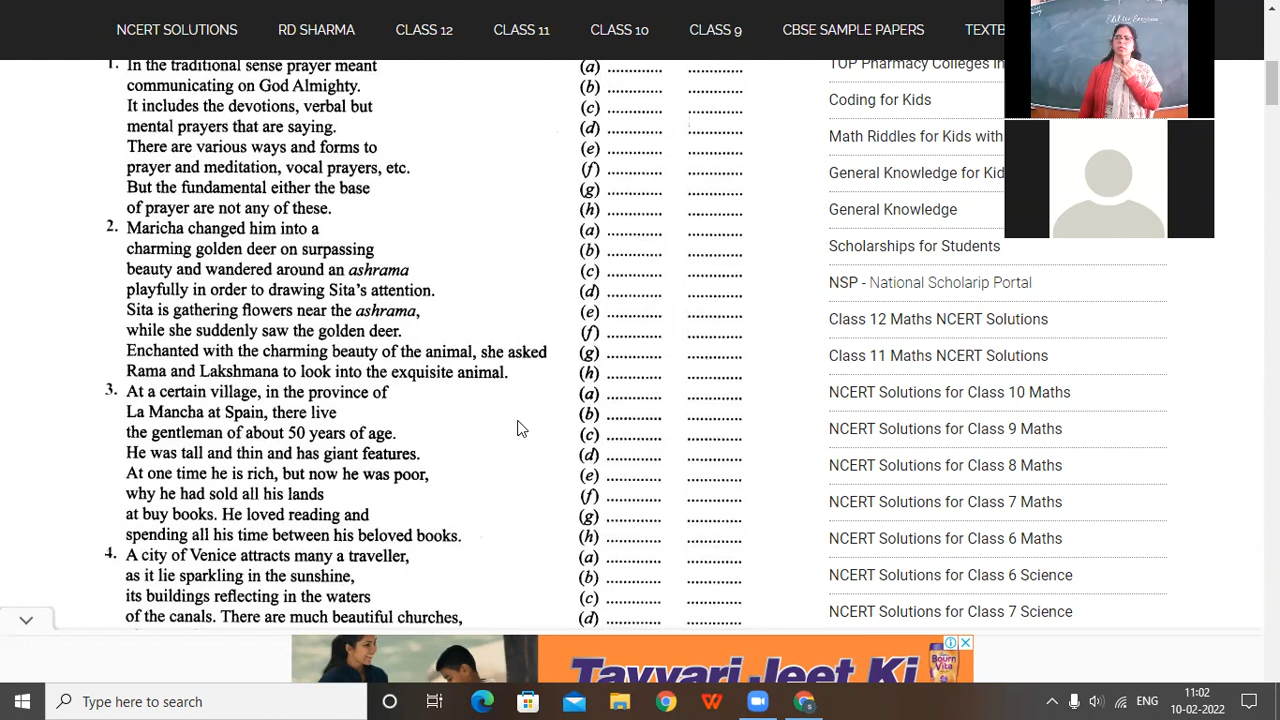 NCERT SOLUTIONS RD SHARMA CLASS 12 CLASS 11 CLASS 10 CLASS 9 CBSE SAMPLE PAPERS TEXTB
1. In the traditional sense prayer meant (a) ............ ............
communicating on God Almighty. (b) ............ ............
It includes the devotions, verbal but (c) ............ ............
mental prayers that are saying. (d) ............ ............
There are various ways and forms to (e) ............ ............
prayer and meditation, vocal prayers, etc. (f) ............ ............
But the fundamental either the base (g) ............ ............
of prayer are not any of these. (h) ............ ............
2. Maricha changed him into a (a) ............ ............
charming golden deer on surpassing (b) ............ ............
beauty and wandered around an ashrama (c) ............ ............
playfully in order to drawing Sita's attention. (d) ............ ............
Sita is gathering flowers near the ashrama, (e) ............ ............
while she suddenly saw the golden deer. (f) ............ ............
Enchanted with the charming beauty of the animal, she asked (g) ............ ............
Rama and Lakshmana to look into the exquisite animal. (h) ............ ............
3. At a certain village, in the province of (a) ............ ............
La Mancha at Spain, there live (b) ............ ............
the gentleman of about 50 years of age. (c) ............ ............
He was tall and thin and has giant features. (d) ............ ............
At one time he is rich, but now he was poor, (e) ............ ............
why he had sold all his lands (f) ............ ............
at buy books. He loved reading and (g) ............ ............
spending all his time between his beloved books. (h) ............ ............
4. A city of Venice attracts many a traveller, (a) ............ ............
as it lie sparkling in the sunshine, (b) ............ ............
its buildings reflecting in the waters (c) ............ ............
of the canals. There are much beautiful churches, (d) ............ ............
TOP Pharmacy Colleges in
Coding for Kids
Math Riddles for Kids with
General Knowledge for Kid
General Knowledge
Scholarships for Students
NSP - National Scholarip Portal
Class 12 Maths NCERT Solutions
Class 11 Maths NCERT Solutions
NCERT Solutions for Class 10 Maths
NCERT Solutions for Class 9 Maths
NCERT Solutions for Class 8 Maths
NCERT Solutions for Class 7 Maths
NCERT Solutions for Class 6 Maths
NCERT Solutions for Class 6 Science
NCERT Solutions for Class 7 Science
Tayyari Jeet Ki
Bourn
Vita
Type here to search
ENG
11:02
10-02-2022